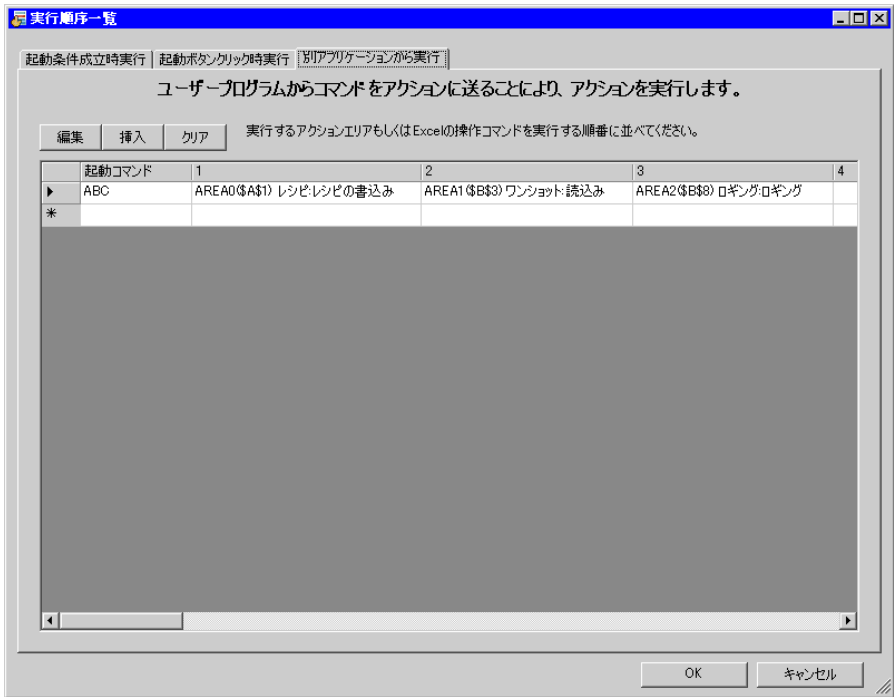 実行順序一覧
起動条件成立時実行 起動ボタンクリック時実行 別アプリケーションから実行
ユーザープログラムからコマンドをアクションに送ることにより、アクションを実行します。
編集 挿入 クリア 実行するアクションエリアもしくはExcelの操作コマンドを実行する順番に並べてください。
起動コマンド 1 2 3 4
ABC AREA0($A$1) レシピ:レシピの書込み AREA1($B$3) ワンショット:読込み AREA2($B$8) ロギング:ロギング
OK キャンセル